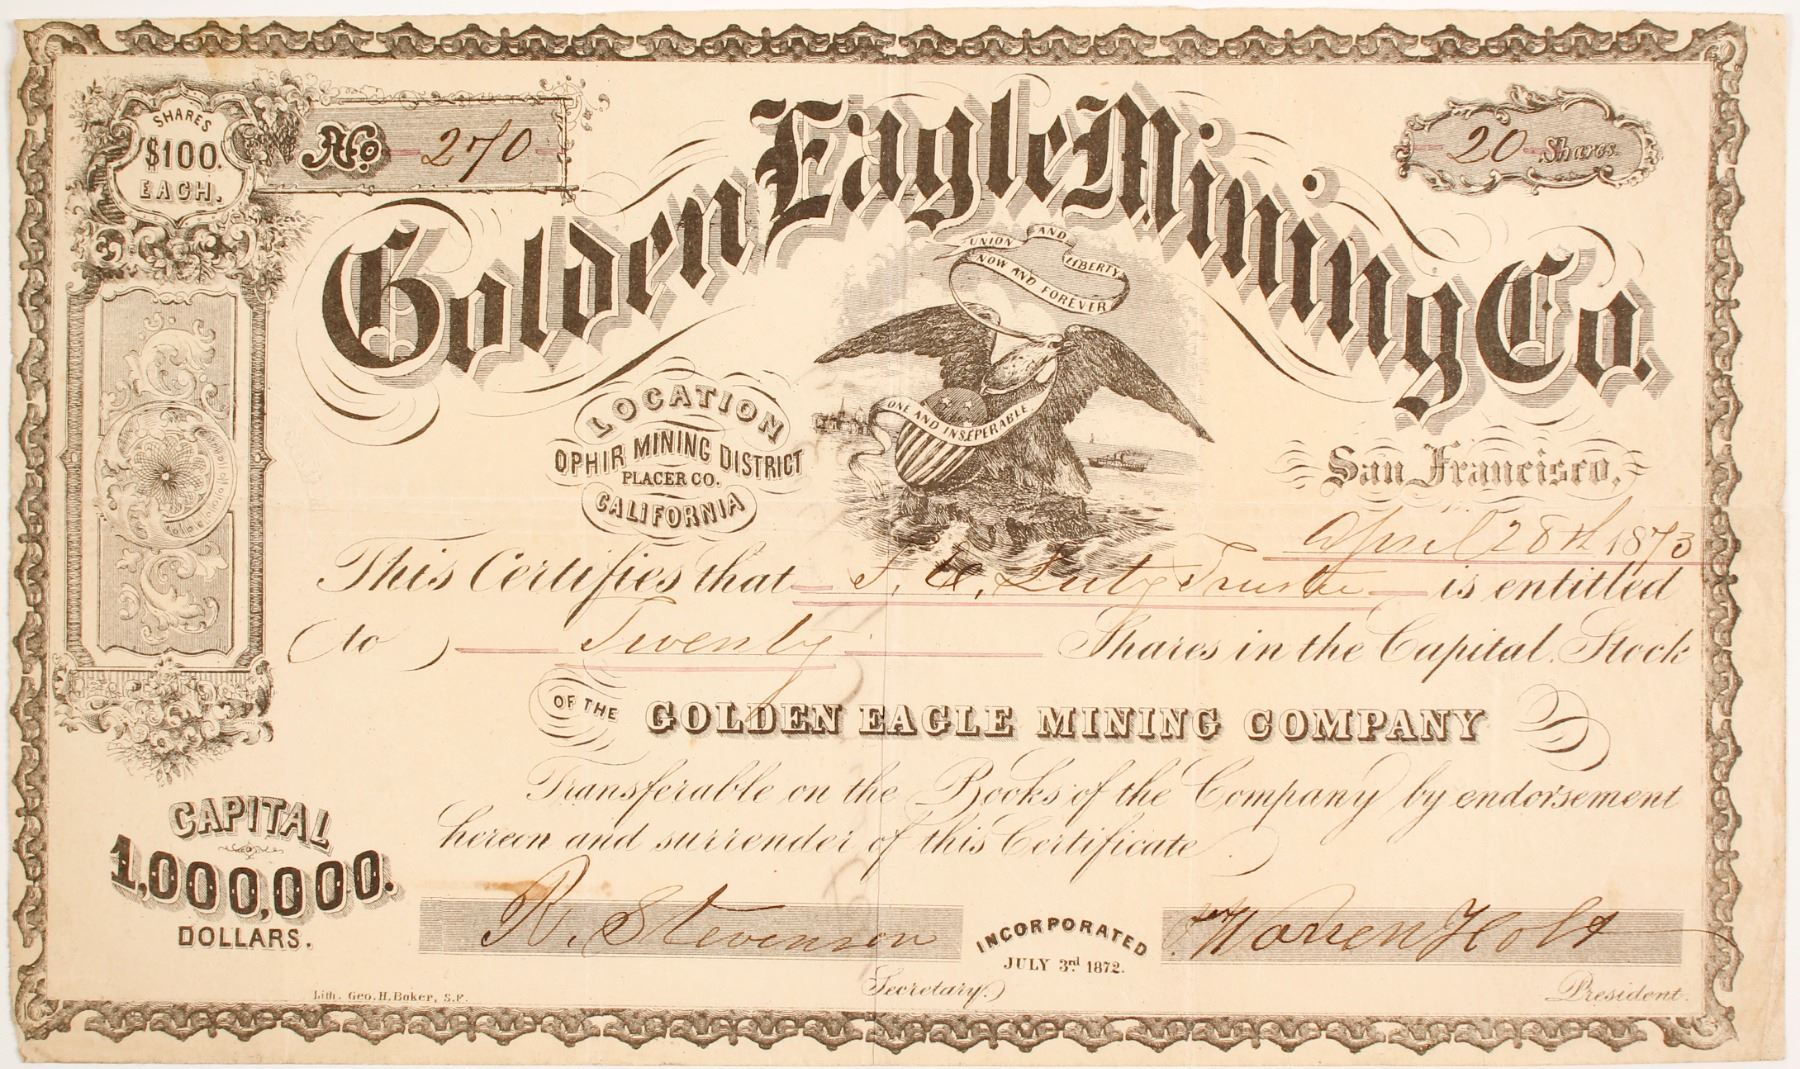 SHARES
$100.
EACH.
No. 270
20 Shares.
Golden Eagle Mining Co.
UNION AND LIBERTY
NOW AND FOREVER
ONE AND INSEPERABLE
LOCATION
OPHIR MINING DISTRICT
PLACER CO.
CALIFORNIA
San Francisco,
April 28th 1873
This Certifies that Trustee is entitled
to Twenty Shares in the Capital Stock
OF THE GOLDEN EAGLE MINING COMPANY
Transferable on the Books of the Company by endorsement
hereon and surrender of this Certificate.
CAPITAL
1,000,000.
DOLLARS.
R. Stevenson
Secretary.
INCORPORATED
JULY 3rd 1872.
Warren Holt
President.
Lith. Geo. H. Baker, S.F.